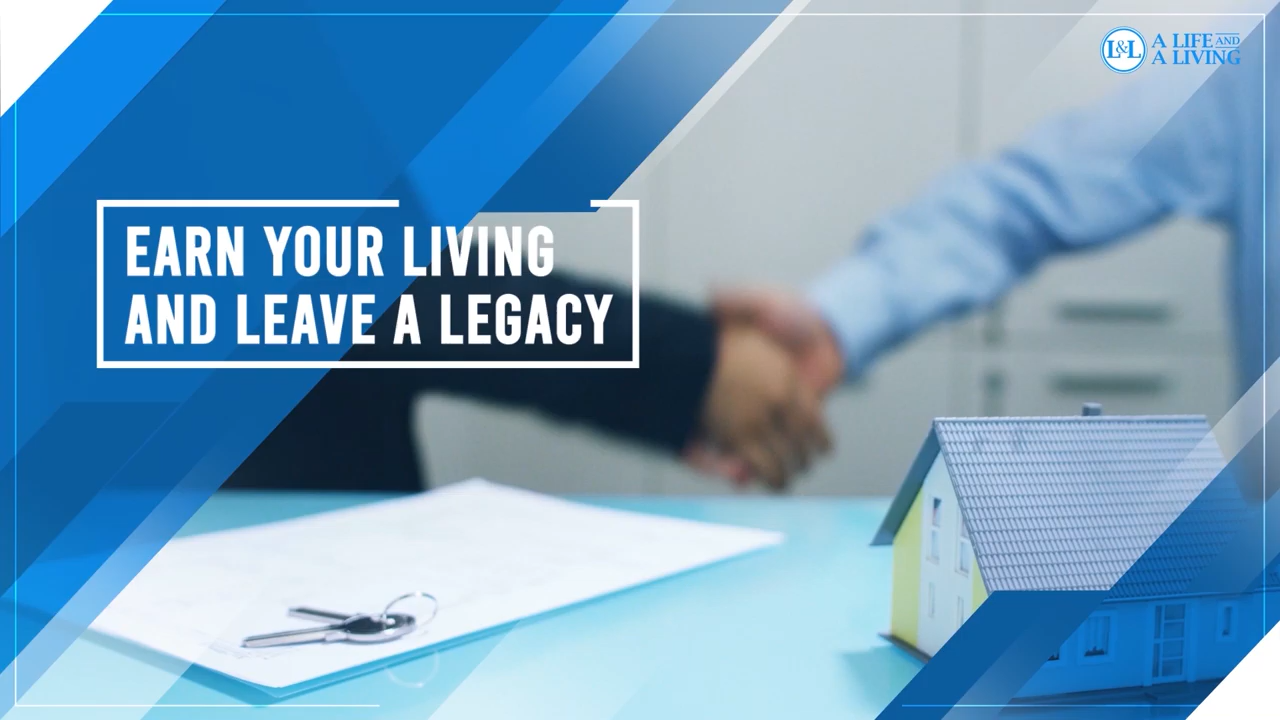 L&L
A LIFE AND
A LIVING
EARN YOUR LIVING
AND LEAVE A LEGACY